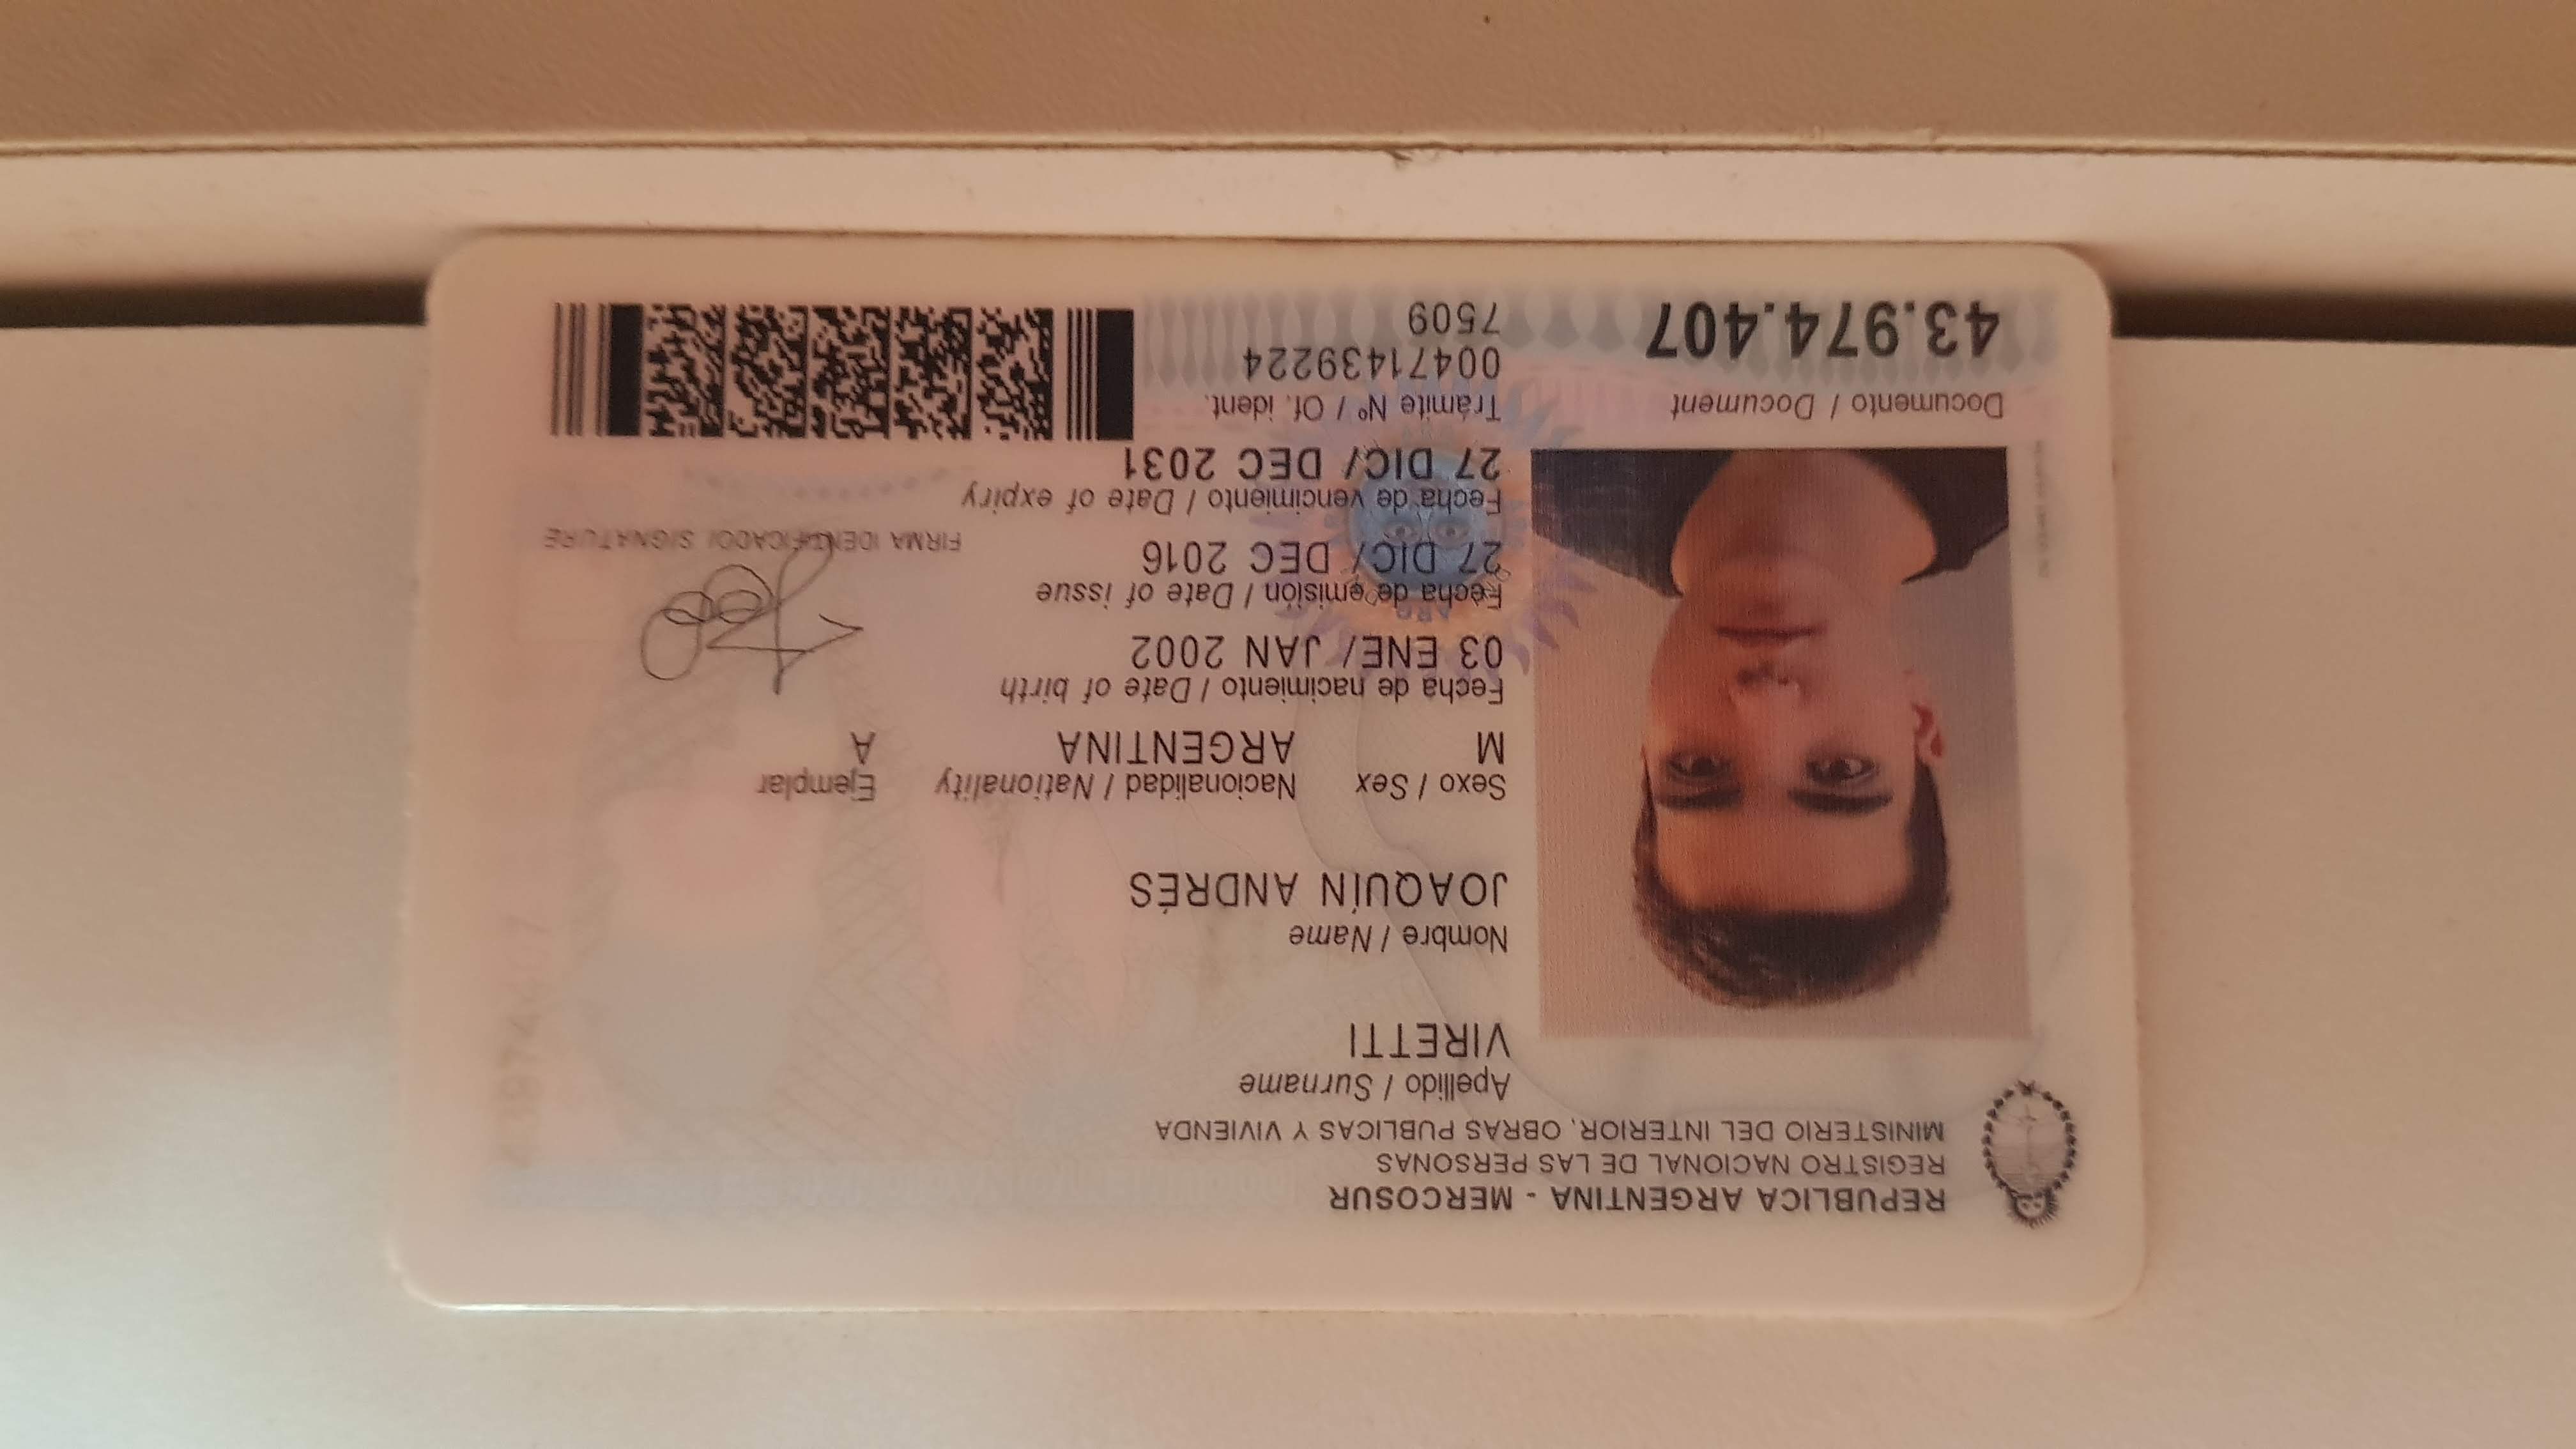 REPUBLICA ARGENTINA - MERCOSUR
REGISTRO NACIONAL DE LAS PERSONAS
MINISTERIO DEL INTERIOR, OBRAS PUBLICAS Y VIVIENDA
Apellido / Surname
VIRETTI
Nombre / Name
JOAQUÍN ANDRÉS
Sexo / Sex Nacionalidad / Nationality Ejemplar
M ARGENTINA A
Fecha de nacimiento / Date of birth
03 ENE/ JAN 2002
Fecha de emisión / Date of issue
27 DIC/ DEC 2016
FIRMA IDENTIFICADO/ SIGNATURE
Fecha de vencimiento / Date of expiry
27 DIC/ DEC 2031
Documento / Document
43.974.407
Trámite Nº / Of. ident.
00471439224
7509